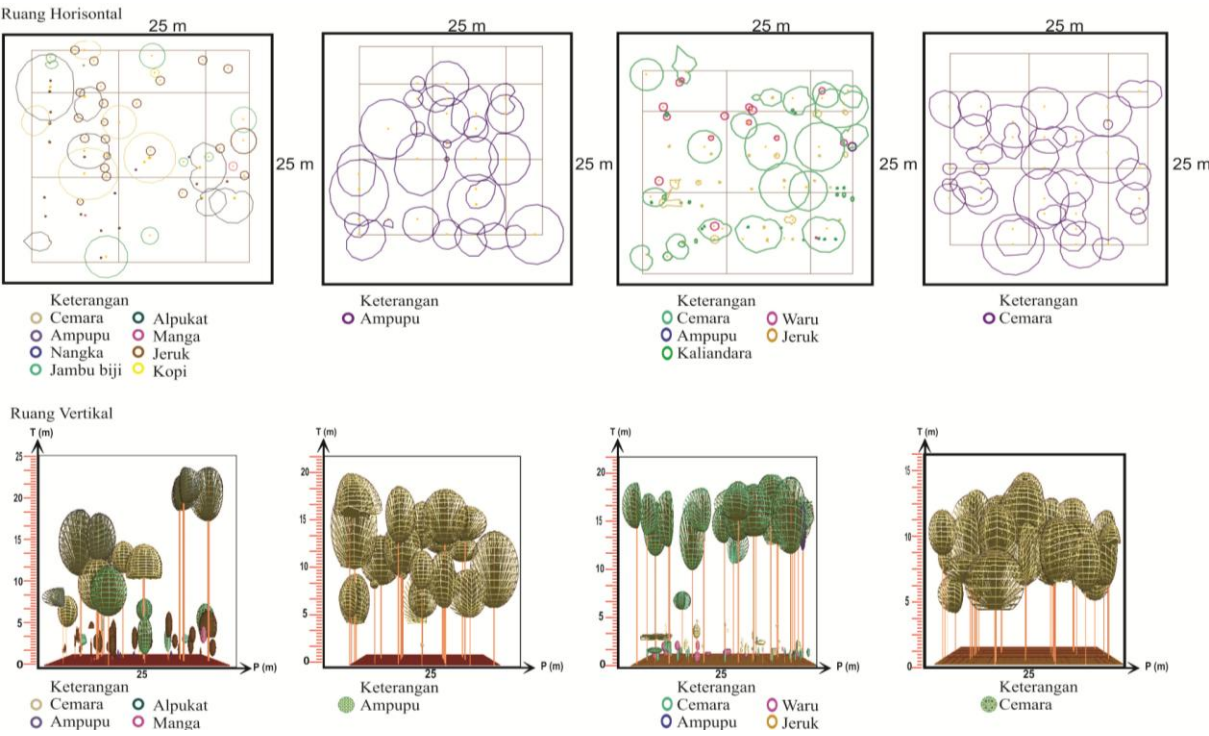 Ruang Horisontal
25 m 25 m 25 m 25 m
25 m 25 m 25 m 25 m
Keterangan Keterangan Keterangan Keterangan
Cemara Alpukat Ampupu Cemara Waru Cemara
Ampupu Manga Ampupu Jeruk
Nangka Jeruk Kaliandara
Jambu biji Kopi
Ruang Vertikal
T (m) T (m) T (m) T (m)
25
20 20 20 15
15 15 15 10
10 10 10 5
5 5 5
0 0 0 0
25 P (m) 25 P (m) 25 P (m) 25 P (m)
Keterangan Keterangan Keterangan Keterangan
Cemara Alpukat Ampupu Cemara Waru Cemara
Ampupu Manga Ampupu Jeruk